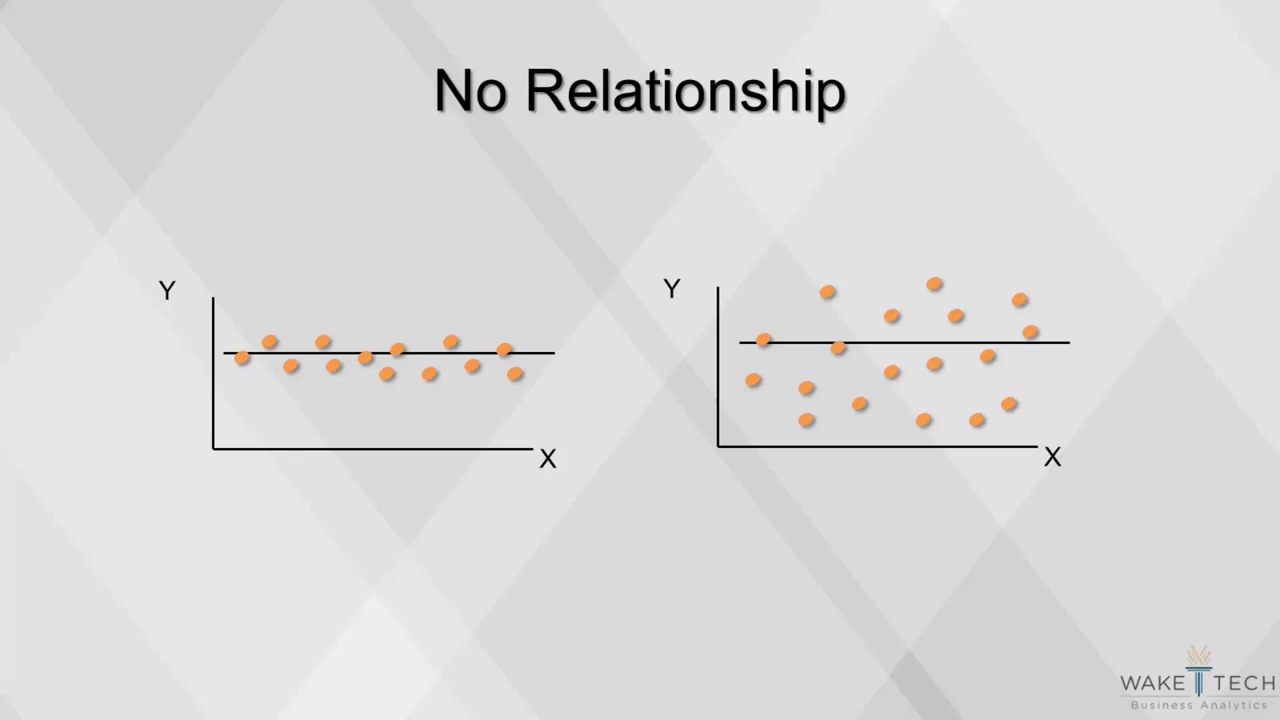 No Relationship
Y
X
Y
X
WAKE TECH
Business Analytics